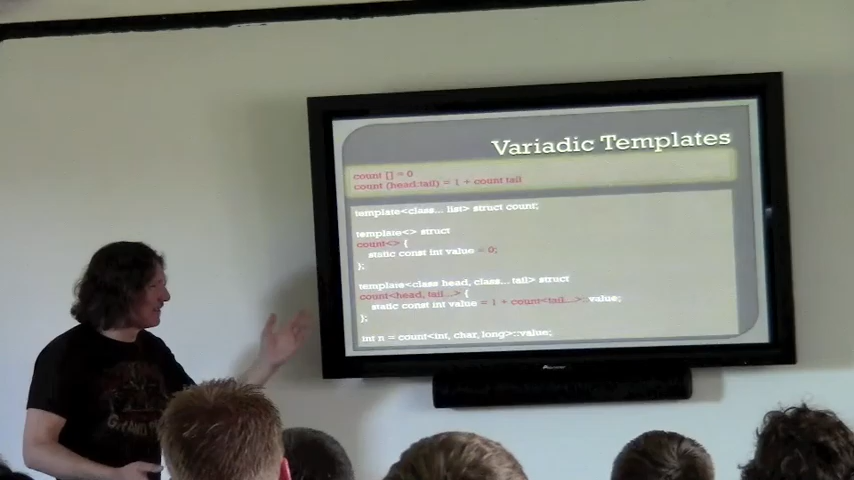 Variadic Templates
count [] = 0
count (head:tail) = 1 + count tail
template<class... list> struct count;
template<> struct
count<> {
static const int value = 0;
};
template<class head, class... tail> struct
count<head, tail...> {
static const int value = 1 + count<tail...>::value;
};
int n = count<int, char, long>::value;